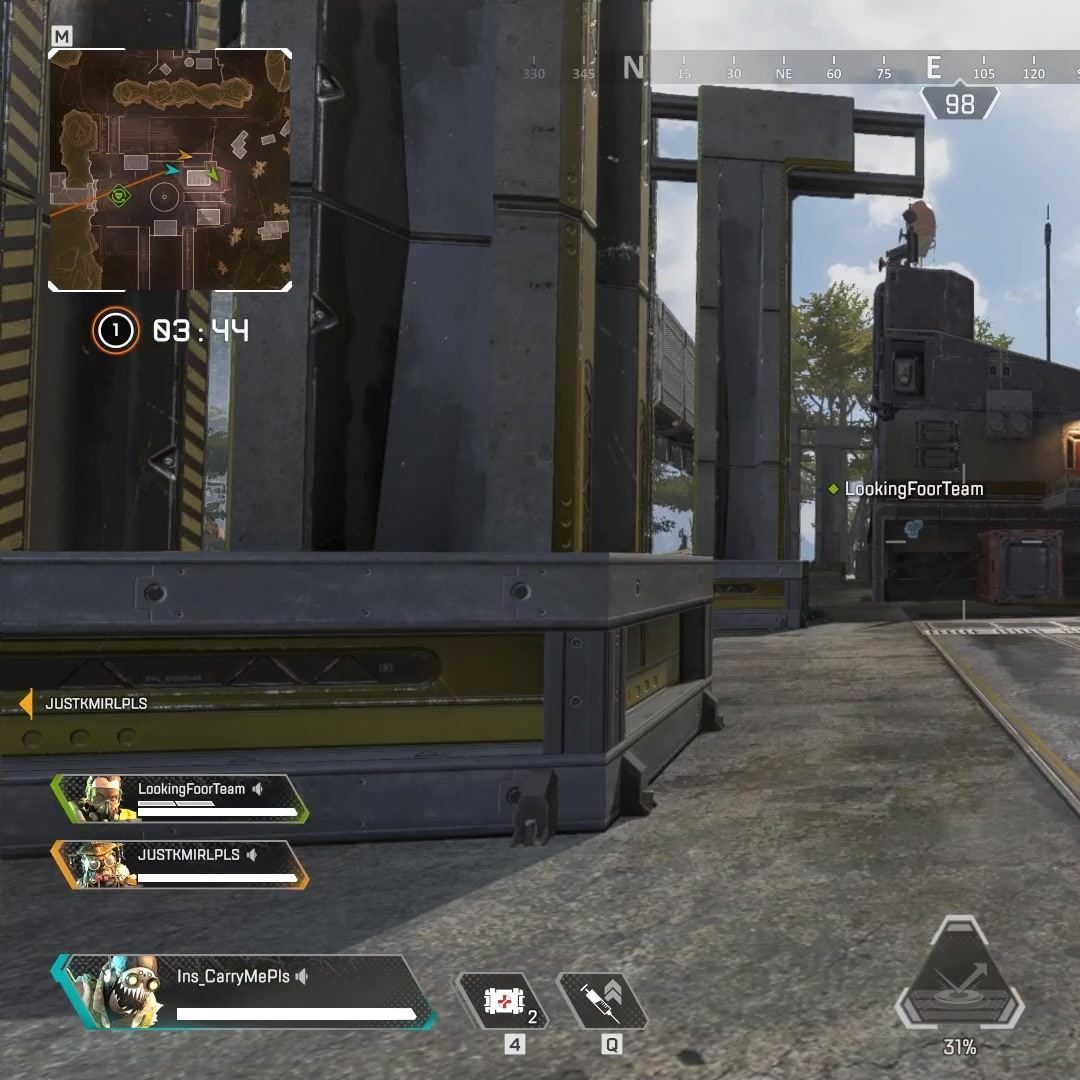 M
330 345 N 15 30 NE 60 75 E 105 120
98
1 03:44
LookingFoorTeam
JUSTKMIRLPLS
LookingFoorTeam
JUSTKMIRLPLS
Ins_CarryMePls
2
4 Q
31%